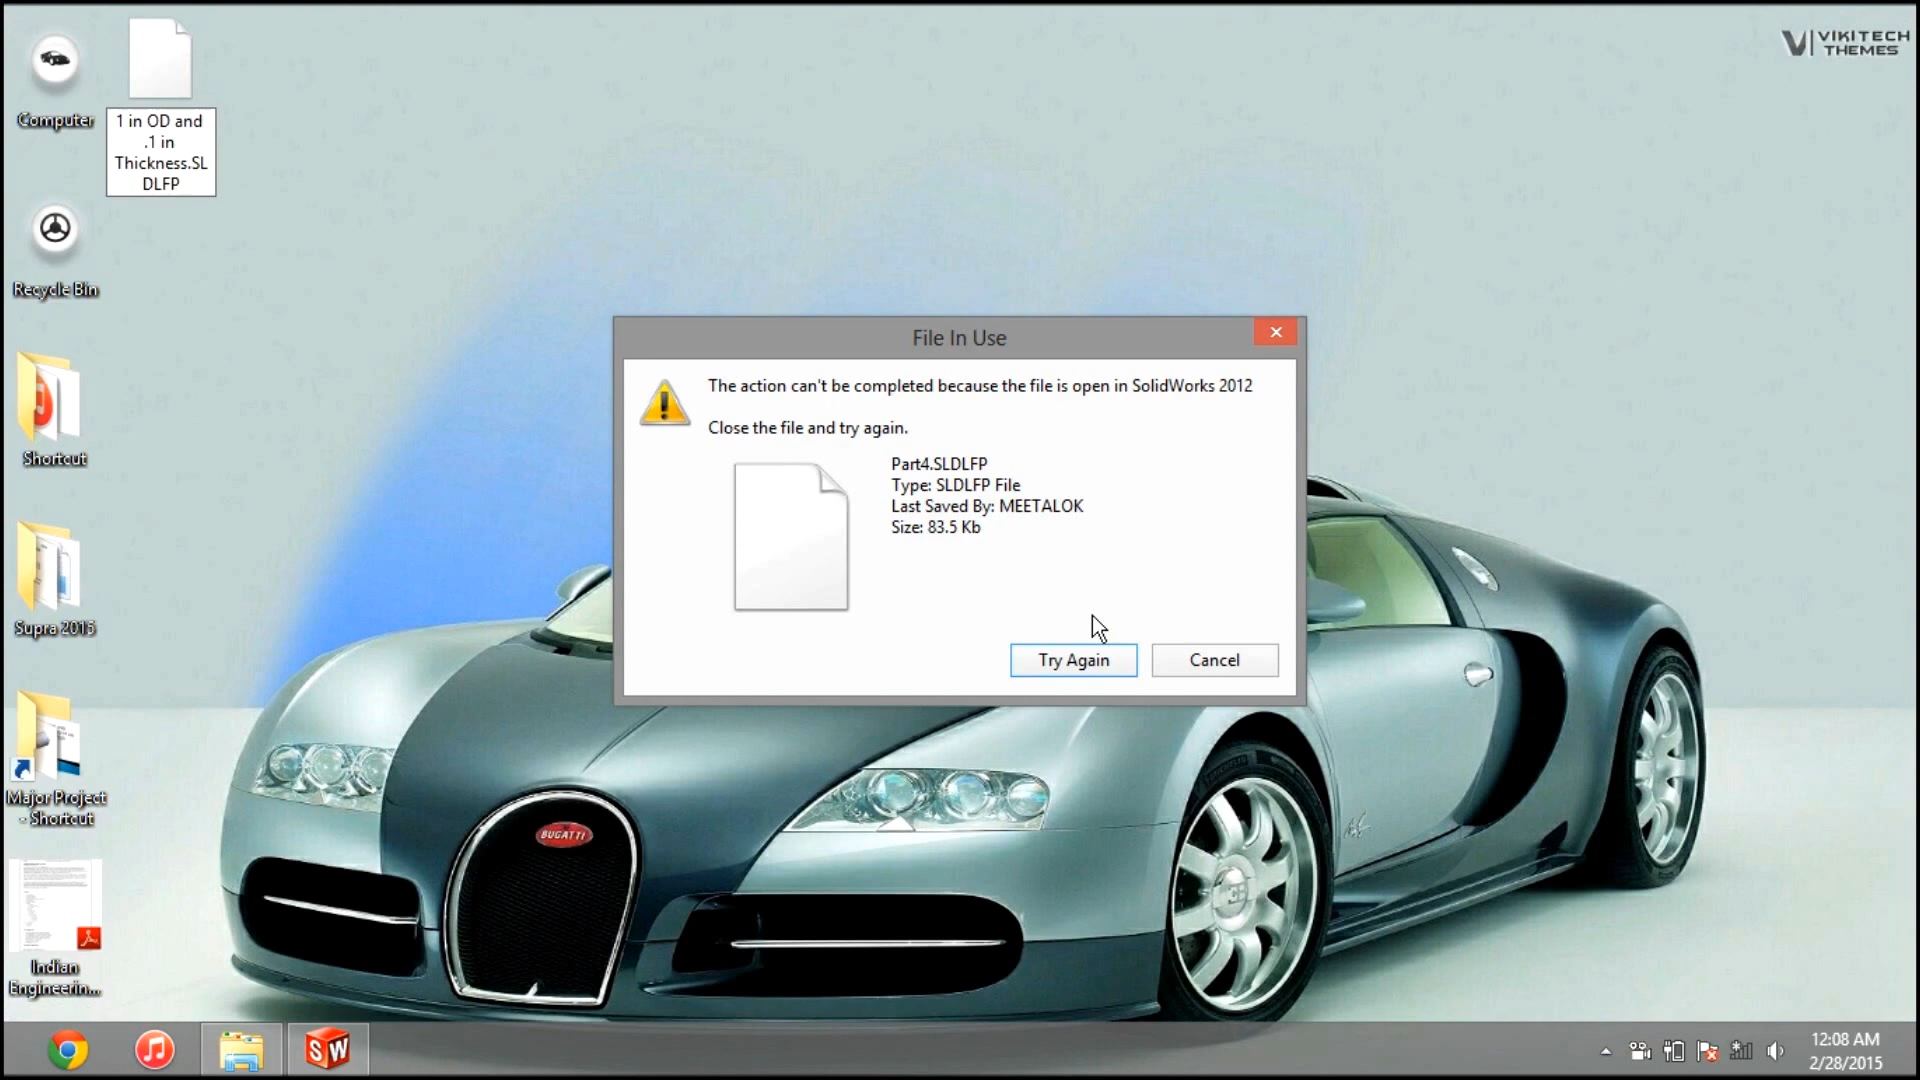 VIKITECH
THEMES
Computer
1 in OD and
.1 in
Thickness.SL
DLFP
Recycle Bin
Shortcut
Supra 2015
Major Project
- Shortcut
Indian
Engineerin...
File In Use
The action can't be completed because the file is open in SolidWorks 2012
Close the file and try again.
Part4.SLDLFP
Type: SLDLFP File
Last Saved By: MEETALOK
Size: 83.5 Kb
Try Again
Cancel
BUGATTI
SW
12:08 AM
2/28/2015